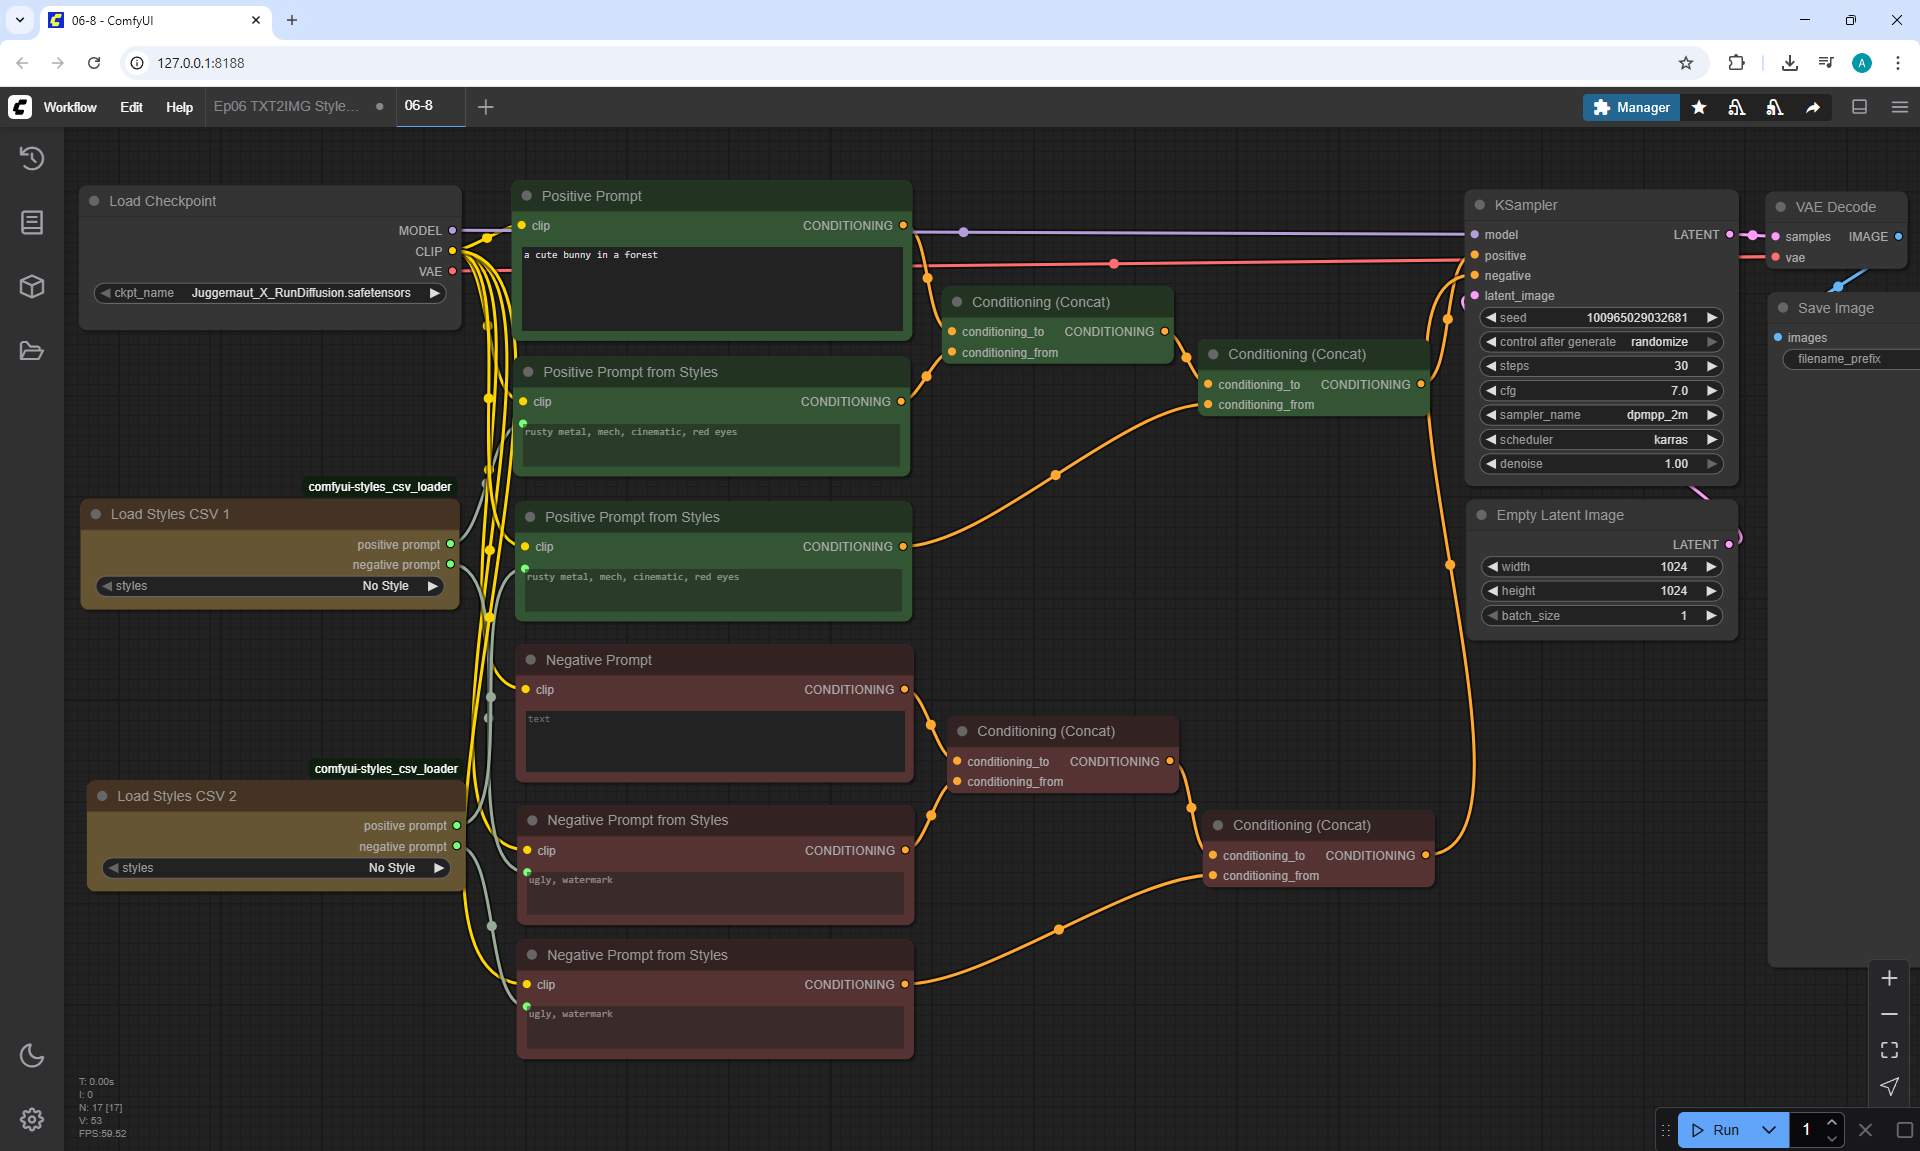 06-8 - ComfyUI
127.0.0.1:8188
Workflow
Edit
Help
Ep06 TXT2IMG Style...
06-8
Manager
Load Checkpoint
MODEL
CLIP
VAE
ckpt_name Juggernaut_X_RunDiffusion.safetensors
comfyui-styles_csv_loader
Load Styles CSV 1
positive prompt
negative prompt
styles No Style
comfyui-styles_csv_loader
Load Styles CSV 2
positive prompt
negative prompt
styles No Style
Positive Prompt
clip CONDITIONING
a cute bunny in a forest
Positive Prompt from Styles
clip CONDITIONING
rusty metal, mech, cinematic, red eyes
Positive Prompt from Styles
clip CONDITIONING
rusty metal, mech, cinematic, red eyes
Negative Prompt
clip CONDITIONING
text
Negative Prompt from Styles
clip CONDITIONING
ugly, watermark
Negative Prompt from Styles
clip CONDITIONING
ugly, watermark
Conditioning (Concat)
conditioning_to CONDITIONING
conditioning_from
Conditioning (Concat)
conditioning_to CONDITIONING
conditioning_from
Conditioning (Concat)
conditioning_to CONDITIONING
conditioning_from
Conditioning (Concat)
conditioning_to CONDITIONING
conditioning_from
KSampler
model LATENT
positive
negative
latent_image
seed 100965029032681
control after generate randomize
steps 30
cfg 7.0
sampler_name dpmpp_2m
scheduler karras
denoise 1.00
Empty Latent Image
LATENT
width 1024
height 1024
batch_size 1
VAE Decode
samples IMAGE
vae
Save Image
images
filename_prefix
T: 0.00s
I: 0
N: 17 [17]
V: 53
FPS:59.52
Run
1
A